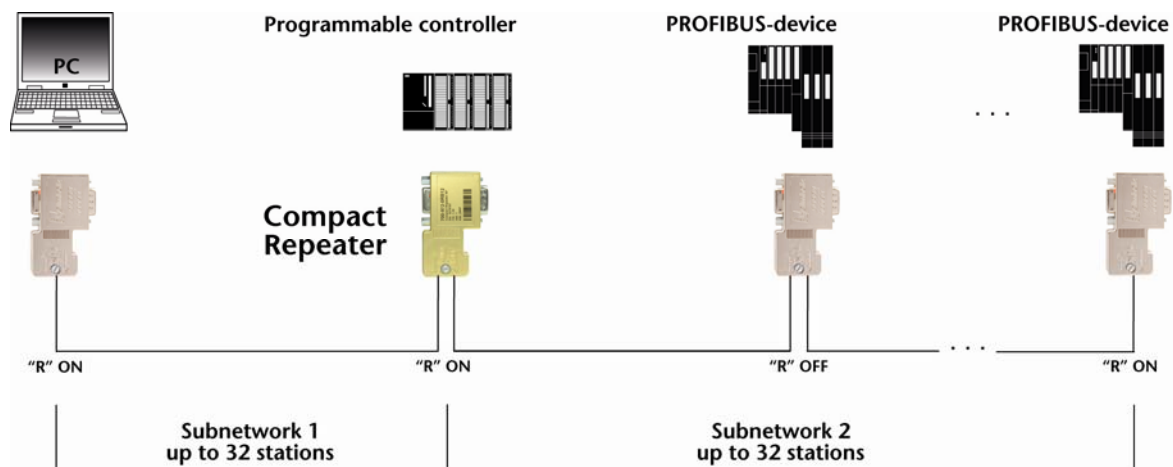 Programmable controller
PROFIBUS-device
PROFIBUS-device
PC
. . .
Compact
Repeater
. . .
“R” ON
“R” ON
“R” OFF
“R” ON
Subnetwork 1
up to 32 stations
Subnetwork 2
up to 32 stations